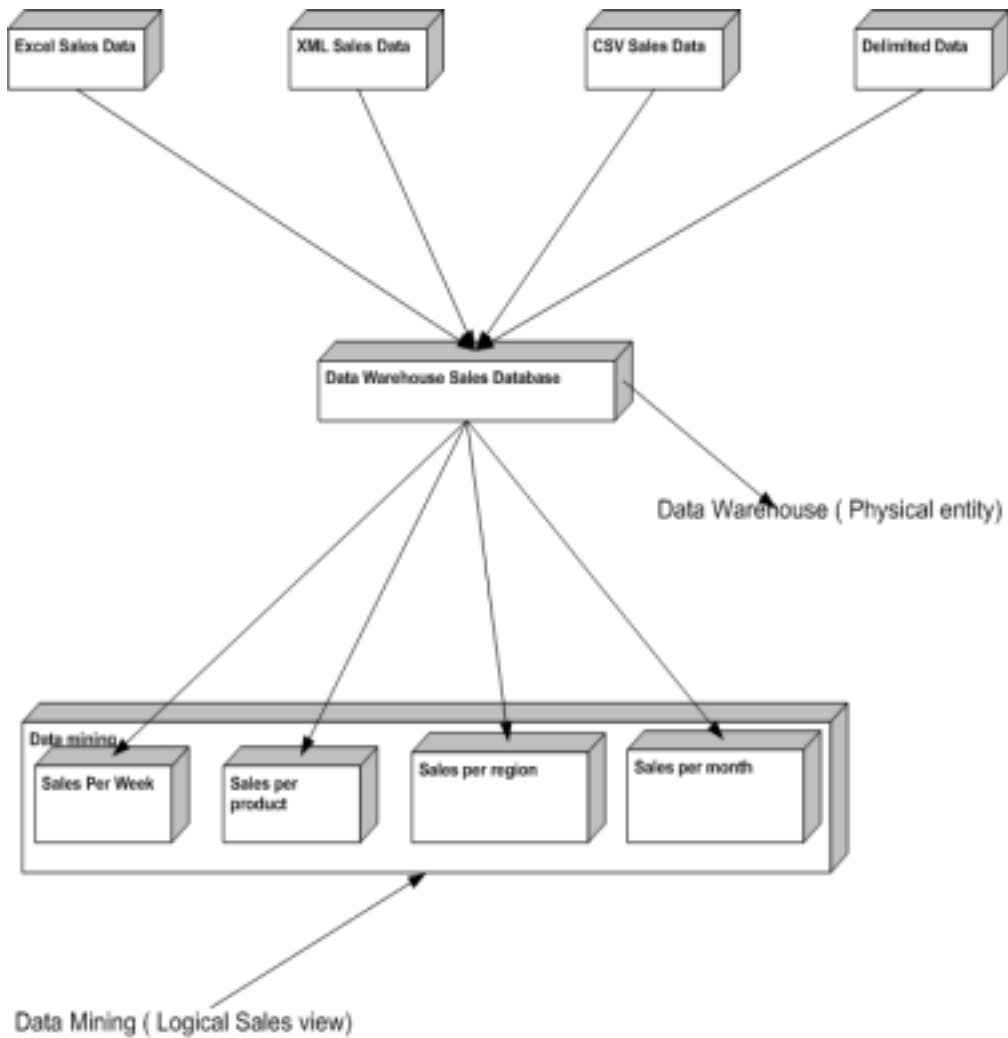 Excel Sales Data
XML Sales Data
CSV Sales Data
Delimited Data
Data Warehouse Sales Database
Data Warehouse ( Physical entity)
Data mining
Sales Per Week
Sales per
product
Sales per region
Sales per month
Data Mining ( Logical Sales view)